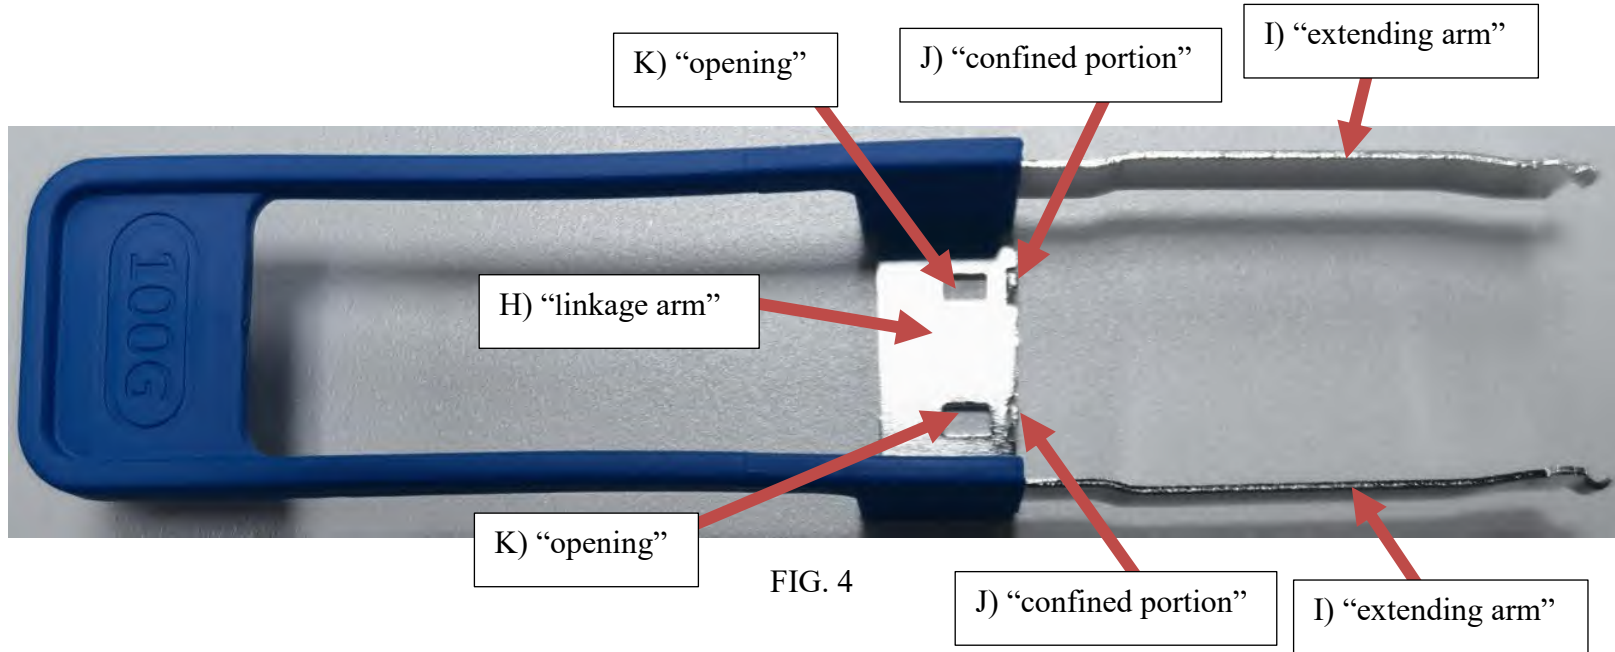 I) “extending arm”
K) “opening”
J) “confined portion”
100G
H) “linkage arm”
K) “opening”
FIG. 4
J) “confined portion”
I) “extending arm”